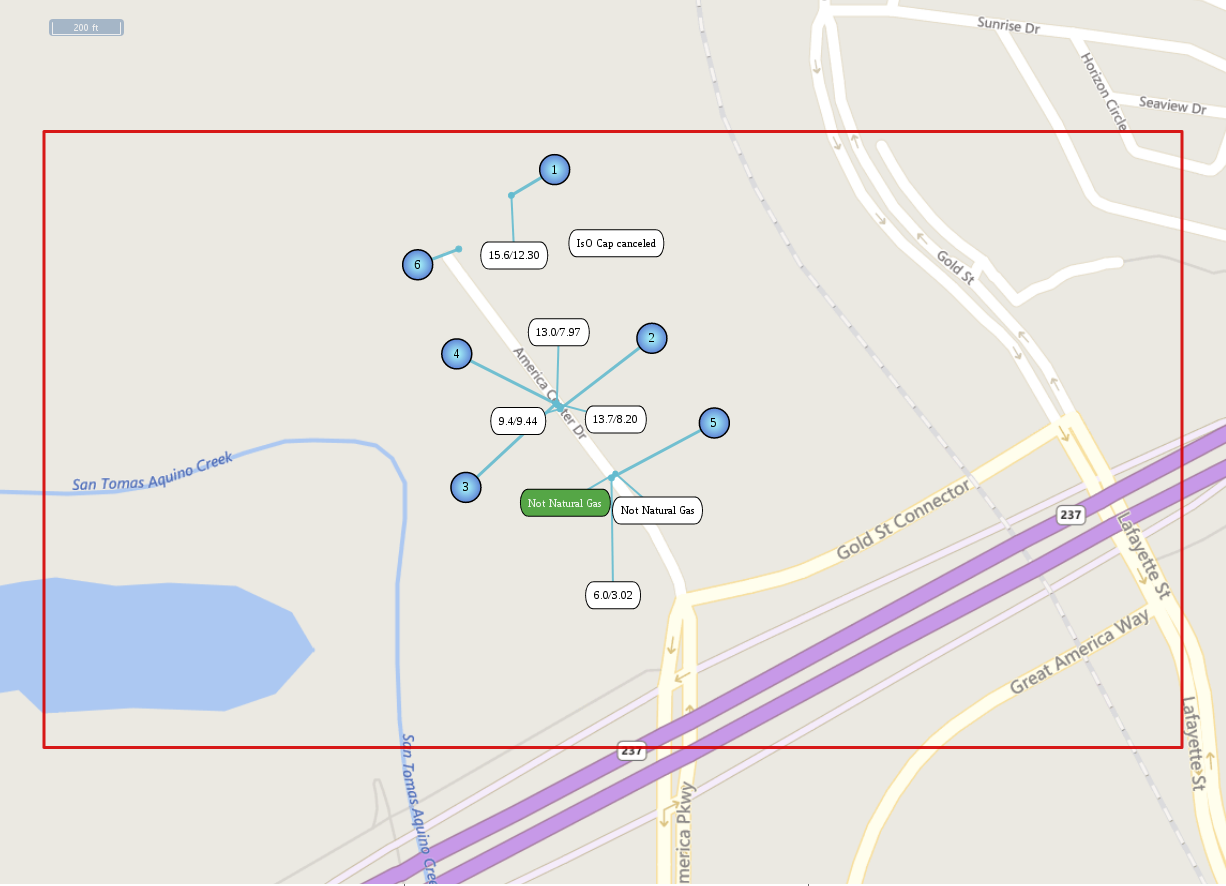 200 ft
Sunrise Dr
Horizon Circle
Seaview Dr
1
IsO Cap canceled
15.6/12.30
6
Gold St
13.0/7.97
2
4
America Center Dr
9.4/9.44
13.7/8.20
5
San Tomas Aquino Creek
3
Not Natural Gas
Not Natural Gas
Gold St Connector
237
Lafayette St
6.0/3.02
Great America Way
Lafayette St
237
San Tomas Aquino Cree
merica Pkwy